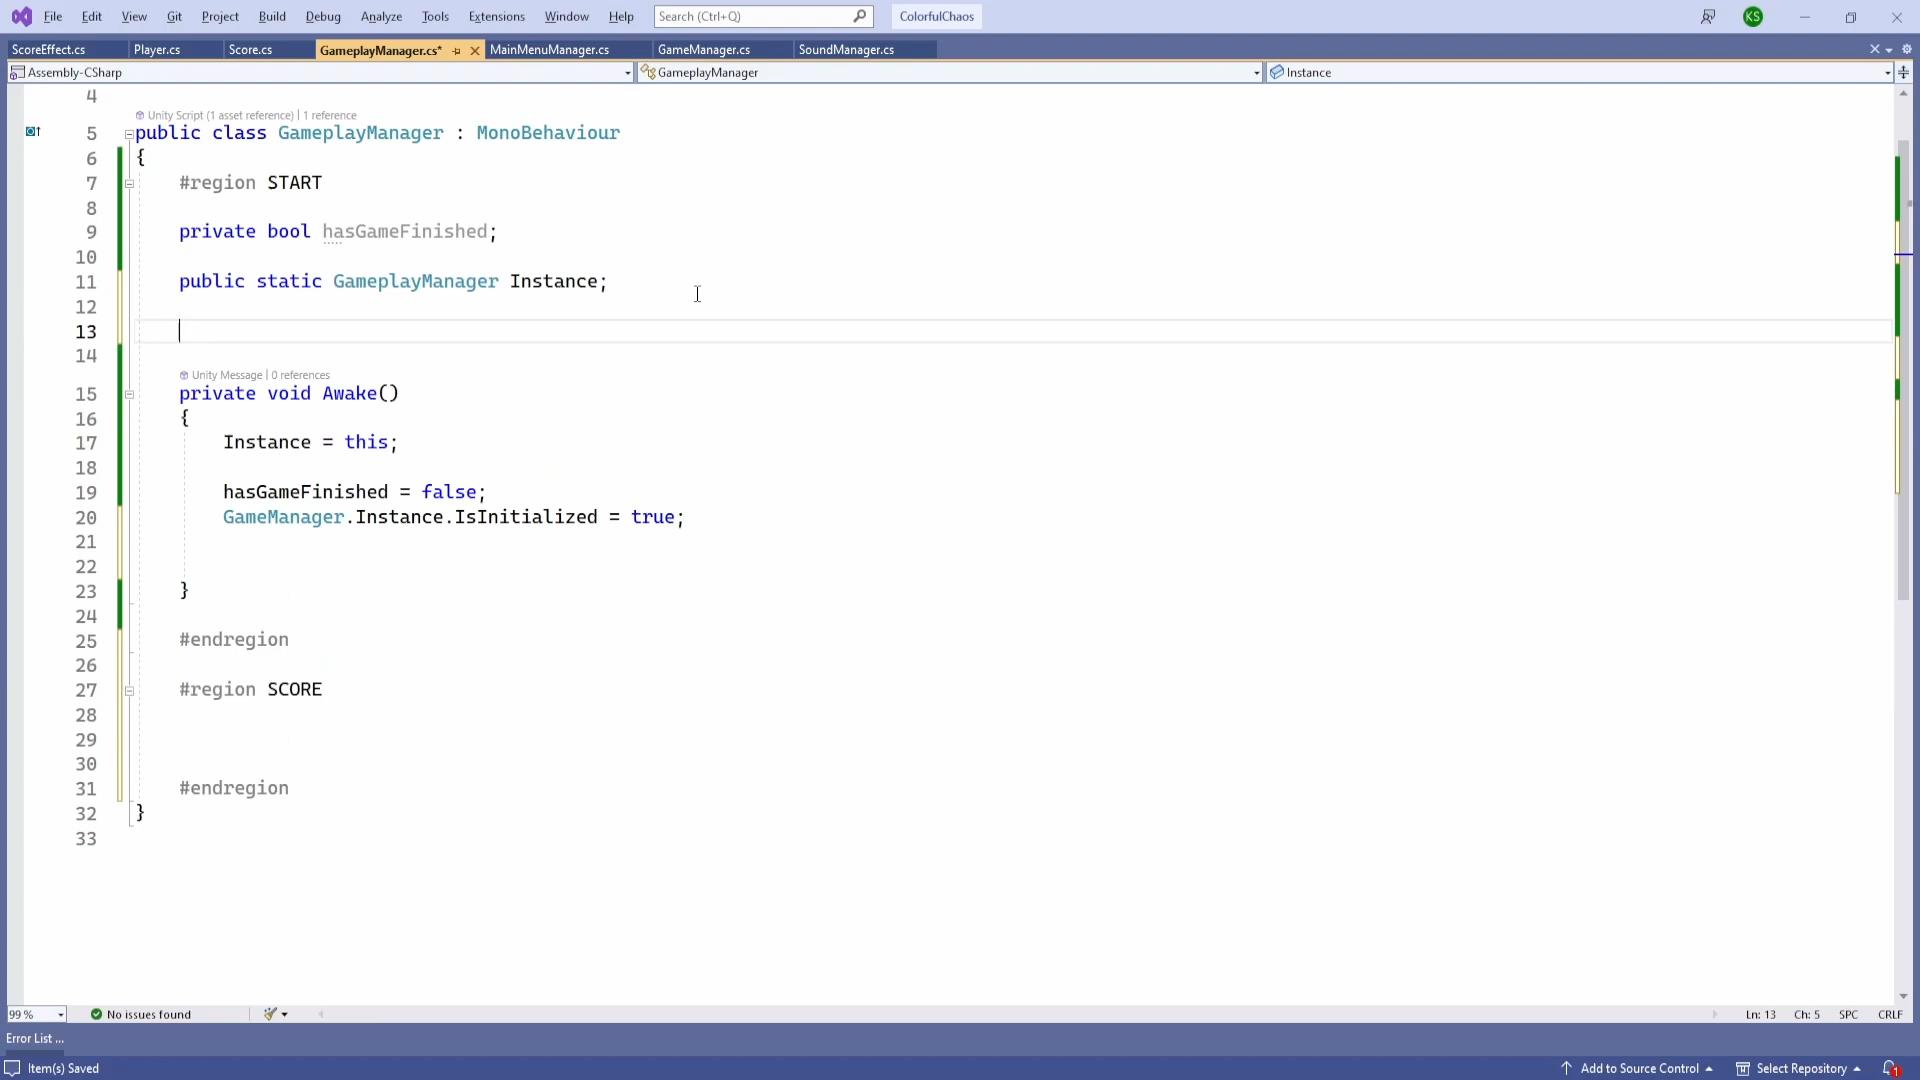 File Edit View Git Project Build Debug Analyze Tools Extensions Window Help Search (Ctrl+Q) ColorfulChaos KS
ScoreEffect.cs Player.cs Score.cs GameplayManager.cs* MainMenuManager.cs GameManager.cs SoundManager.cs
Assembly-CSharp GameplayManager Instance
4
Unity Script (1 asset reference) | 1 reference
5 public class GameplayManager : MonoBehaviour
6 {
7 #region START
8
9 private bool hasGameFinished;
10
11 public static GameplayManager Instance;
12
13
14
Unity Message | 0 references
15 private void Awake()
16 {
17 Instance = this;
18
19 hasGameFinished = false;
20 GameManager.Instance.IsInitialized = true;
21
22
23 }
24
25 #endregion
26
27 #region SCORE
28
29
30
31 #endregion
32 }
33
99 % No issues found Ln: 13 Ch: 5 SPC CRLF
Error List ...
Item(s) Saved Add to Source Control Select Repository 1